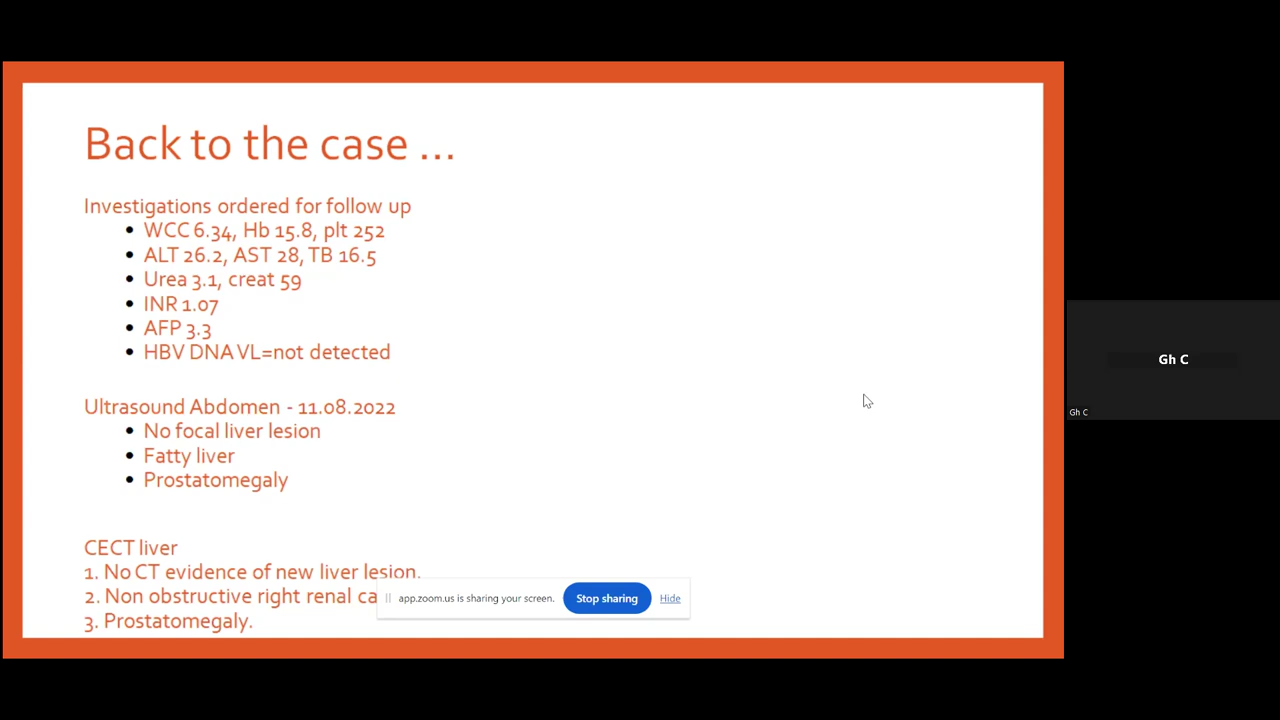 Back to the case ...
Investigations ordered for follow up
• WCC 6.34, Hb 15.8, plt 252
• ALT 26.2, AST 28, TB 16.5
• Urea 3.1, creat 59
• INR 1.07
• AFP 3.3
• HBV DNA VL=not detected
Ultrasound Abdomen - 11.08.2022
• No focal liver lesion
• Fatty liver
• Prostatomegaly
CECT liver
1. No CT evidence of new liver lesion.
2. Non obstructive right renal
3. Prostatomegaly.
app.zoom.us is sharing your screen.
Stop sharing
Hide
Gh C
Gh C